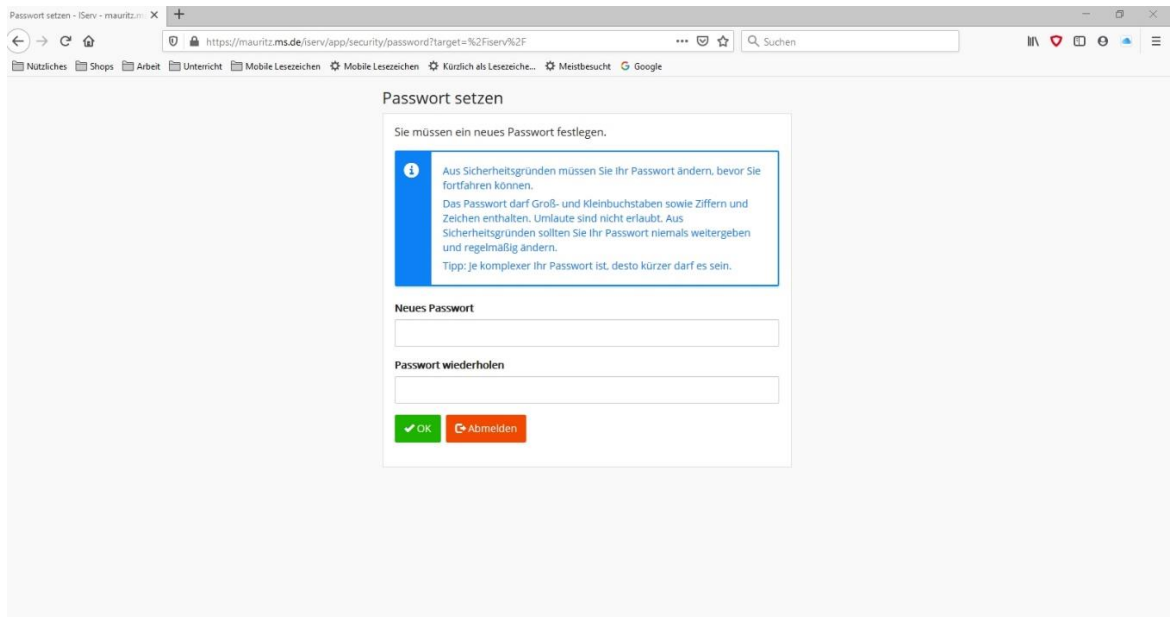 Passwort setzen - IServ - mauritz.m
https://mauritz.ms.de/iserv/app/security/password?target=%2Fiserv%2F
Suchen
Nützliches Shops Arbeit Unterricht Mobile Lesezeichen Mobile Lesezeichen Kürzlich als Lesezeiche... Meistbesucht G Google
Passwort setzen
Sie müssen ein neues Passwort festlegen.
Aus Sicherheitsgründen müssen Sie Ihr Passwort ändern, bevor Sie
fortfahren können.
Das Passwort darf Groß- und Kleinbuchstaben sowie Ziffern und
Zeichen enthalten. Umlaute sind nicht erlaubt. Aus
Sicherheitsgründen sollten Sie Ihr Passwort niemals weitergeben
und regelmäßig ändern.
Tipp: Je komplexer Ihr Passwort ist, desto kürzer darf es sein.
Neues Passwort
Passwort wiederholen
OK Abmelden